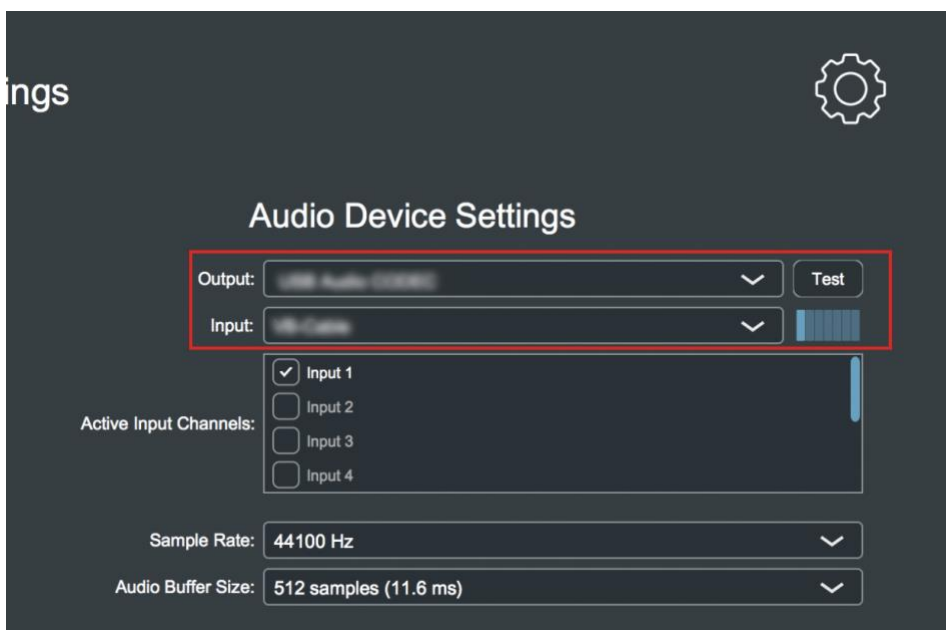 ings
Audio Device Settings
Output:
Test
Input:
Active Input Channels:
Input 1
Input 2
Input 3
Input 4
Sample Rate: 44100 Hz
Audio Buffer Size: 512 samples (11.6 ms)